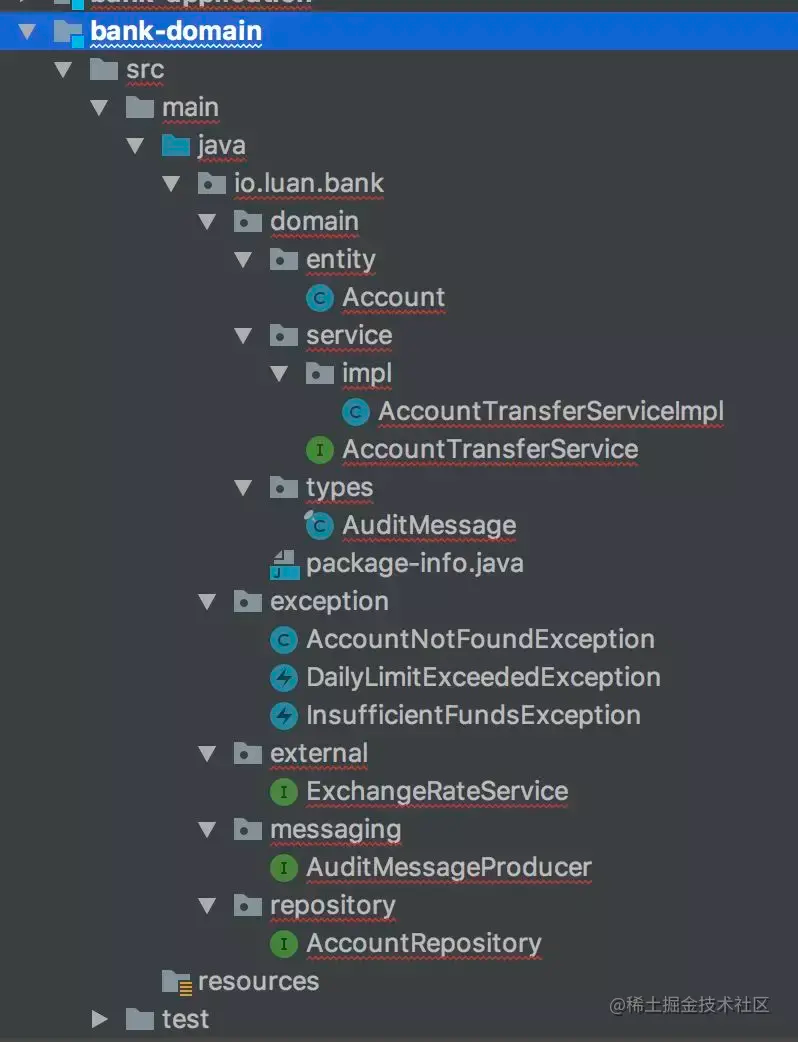 bank-application
bank-domain
src
main
java
io.luan.bank
domain
entity
Account
service
impl
AccountTransferServiceImpl
AccountTransferService
types
AuditMessage
package-info.java
exception
AccountNotFoundException
DailyLimitExceededException
InsufficientFundsException
external
ExchangeRateService
messaging
AuditMessageProducer
repository
AccountRepository
resources
test
@稀土掘金技术社区